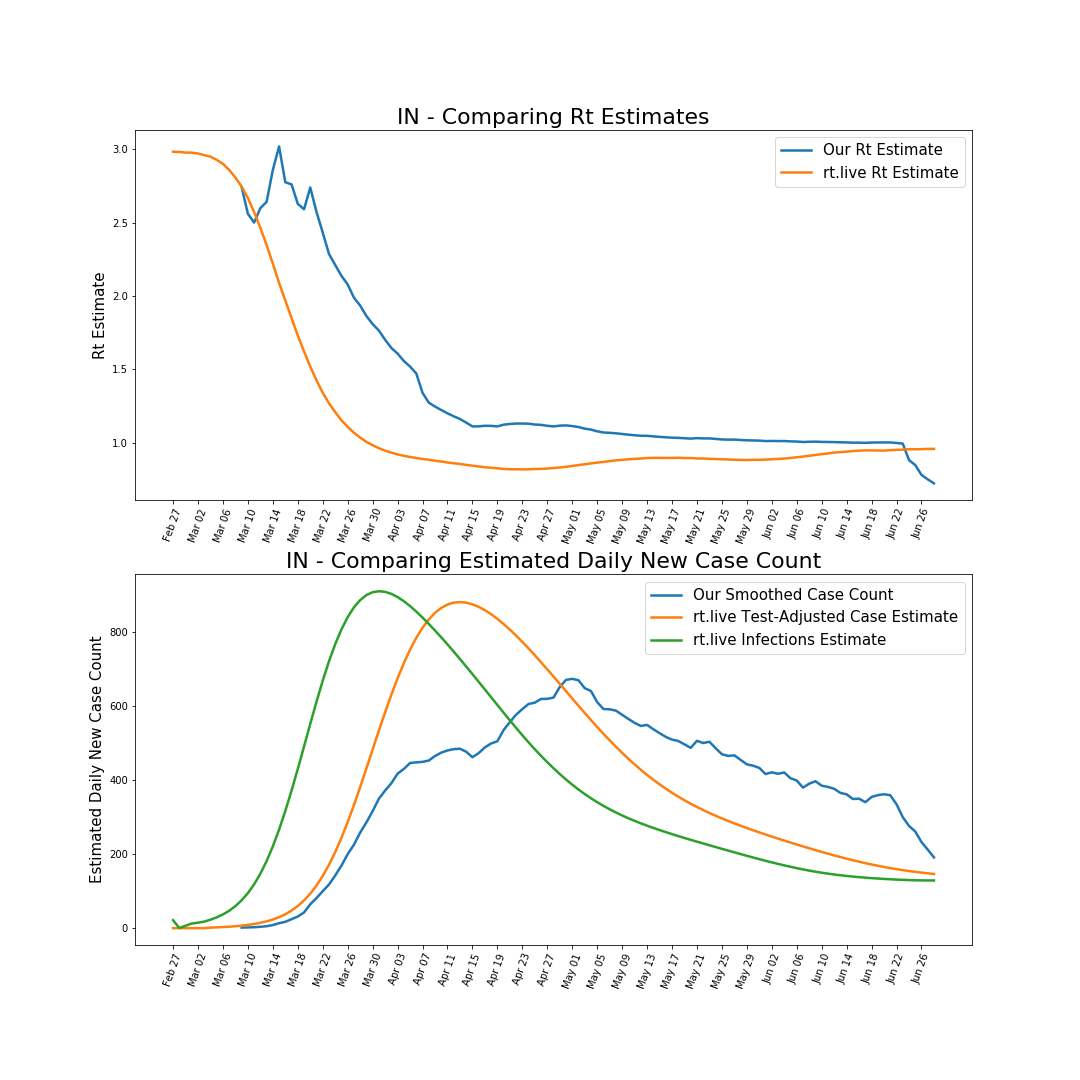 IN - Comparing Rt Estimates
Our Rt Estimate
rt.live Rt Estimate
Rt Estimate
3.0
2.5
2.0
1.5
1.0
Feb 27
Mar 02
Mar 06
Mar 10
Mar 14
Mar 18
Mar 22
Mar 26
Mar 30
Apr 03
Apr 07
Apr 11
Apr 15
Apr 19
Apr 23
Apr 27
May 01
May 05
May 09
May 13
May 17
May 21
May 25
May 29
Jun 02
Jun 06
Jun 10
Jun 14
Jun 18
Jun 22
Jun 26
IN - Comparing Estimated Daily New Case Count
Our Smoothed Case Count
rt.live Test-Adjusted Case Estimate
rt.live Infections Estimate
Estimated Daily New Case Count
800
600
400
200
0
Feb 27
Mar 02
Mar 06
Mar 10
Mar 14
Mar 18
Mar 22
Mar 26
Mar 30
Apr 03
Apr 07
Apr 11
Apr 15
Apr 19
Apr 23
Apr 27
May 01
May 05
May 09
May 13
May 17
May 21
May 25
May 29
Jun 02
Jun 06
Jun 10
Jun 14
Jun 18
Jun 22
Jun 26